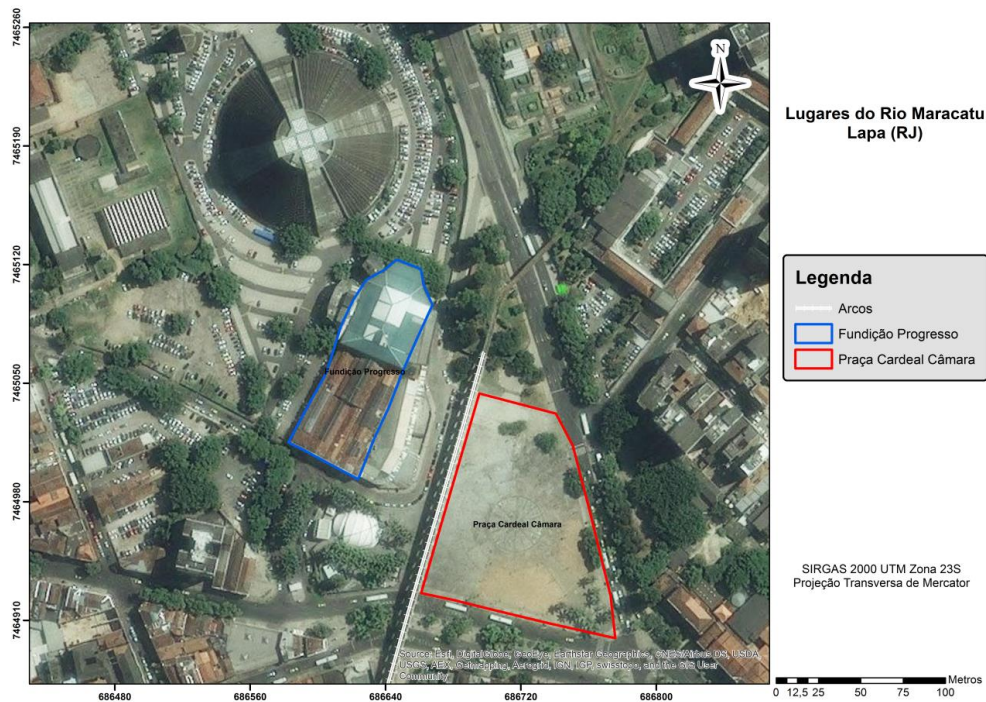 7465260
7465190
7465120
7465050
7464980
7464910
686480
686560
686640
686720
686800
N
Fundição Progresso
Praça Cardeal Câmara
Source: Esri, DigitalGlobe, GeoEye, Earthstar Geographics, CNES/Airbus DS, USDA,
USGS, AEX, Getmapping, Aerogrid, IGN, IGP, swisstopo, and the GIS User
Community
Lugares do Rio Maracatu
Lapa (RJ)
Legenda
Arcos
Fundição Progresso
Praça Cardeal Câmara
SIRGAS 2000 UTM Zona 23S
Projeção Transversa de Mercator
0 12,5 25 50 75 100 Metros